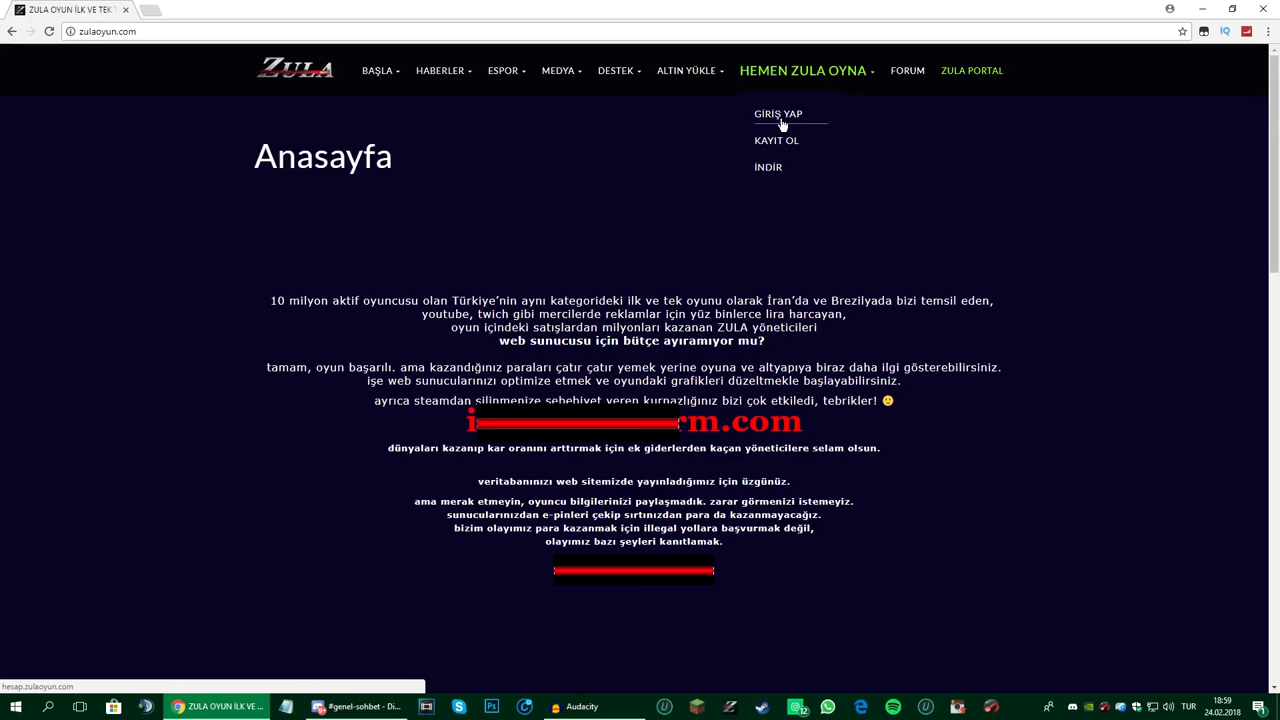 ZULA OYUN İLK VE TEK T
zulaoyun.com
ZULA
BAŞLA
HABERLER
ESPOR
MEDYA
DESTEK
ALTIN YÜKLE
HEMEN ZULA OYNA
FORUM
ZULA PORTAL
GİRİŞ YAP
KAYIT OL
İNDİR
Anasayfa
10 milyon aktif oyuncusu olan Türkiye'nin aynı kategorideki ilk ve tek oyunu olarak İran'da ve Brezilyada bizi temsil eden,
youtube, twich gibi mercilerde reklamlar için yüz binlerce lira harcayan,
oyun içindeki satışlardan milyonları kazanan ZULA yöneticileri
web sunucusu için bütçe ayıramıyor mu?
tamam, oyun başarılı. ama kazandığınız paraları çatır çatır yemek yerine oyuna ve altyapıya biraz daha ilgi gösterebilirsiniz.
işe web sunucularınızı optimize etmek ve oyundaki grafikleri düzeltmekle başlayabilirsiniz.
ayrıca steamdan silinmenize sebebiyet veren kurnazlığınız bizi çok etkiledi, tebrikler! 🙂
i rm.com
dünyaları kazanıp kar oranını arttırmak için ek giderlerden kaçan yöneticilere selam olsun.
veritabanınızı web sitemizde yayınladığımız için üzgünüz.
ama merak etmeyin, oyuncu bilgilerinizi paylaşmadık. zarar görmenizi istemeyiz.
sunucularınızdan e-pinleri çekip sırtınızdan para da kazanmayacağız.
bizim olayımız para kazanmak için illegal yollara başvurmak değil,
olayımız bazı şeyleri kanıtlamak.
hesap.zulaoyun.com
ZULA OYUN İLK VE ...
#genel-sohbet - Di...
Audacity
12
TUR
18:59
24.02.2018